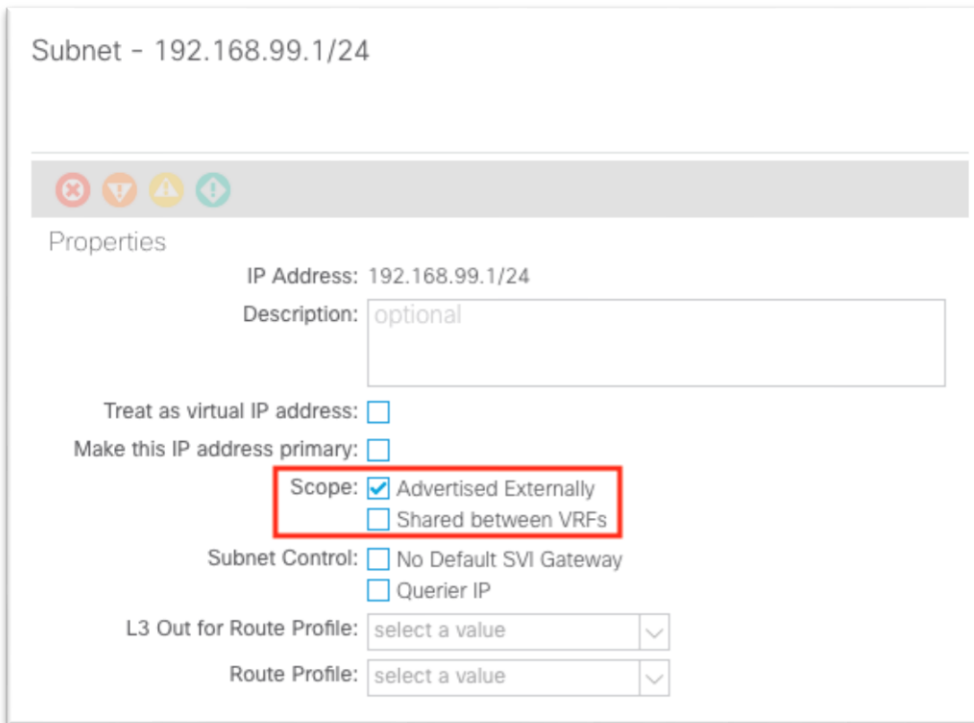 Subnet - 192.168.99.1/24
Properties
IP Address: 192.168.99.1/24
Description: optional
Treat as virtual IP address:
Make this IP address primary:
Scope: Advertised Externally
Shared between VRFs
Subnet Control: No Default SVI Gateway
Querier IP
L3 Out for Route Profile: select a value
Route Profile: select a value